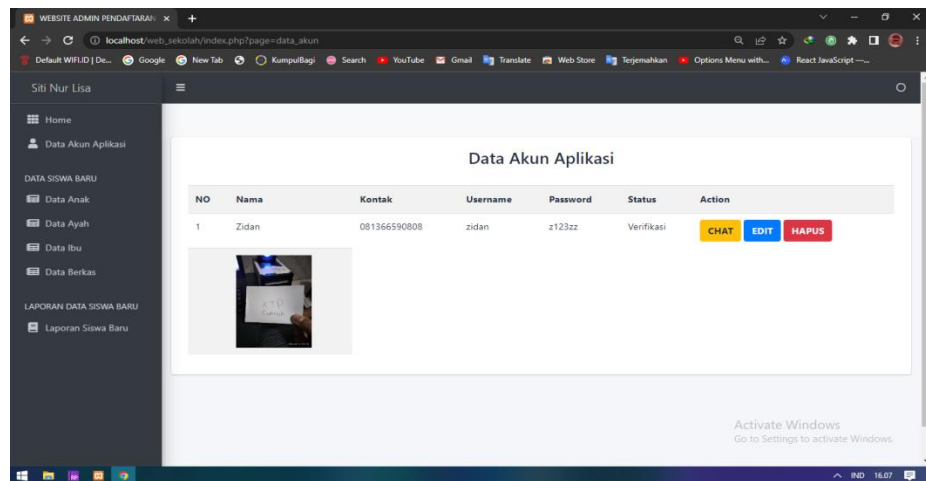 WEBSITE ADMIN PENDAFTARAN
localhost/web_sekolah/index.php?page=data_akun
Default WIFI.ID | De... Google New Tab KumpulBagi Search YouTube Gmail Translate Web Store Terjemahkan Options Menu with... React JavaScript —...
Siti Nur Lisa
Home
Data Akun Aplikasi
DATA SISWA BARU
Data Anak
Data Ayah
Data Ibu
Data Berkas
LAPORAN DATA SISWA BARU
Laporan Siswa Baru
Data Akun Aplikasi
NO Nama Kontak Username Password Status Action
1 Zidan 081366590808 zidan z123zz Verifikasi CHAT EDIT HAPUS
KTP
Activate Windows
Go to Settings to activate Windows.
IND 16.07